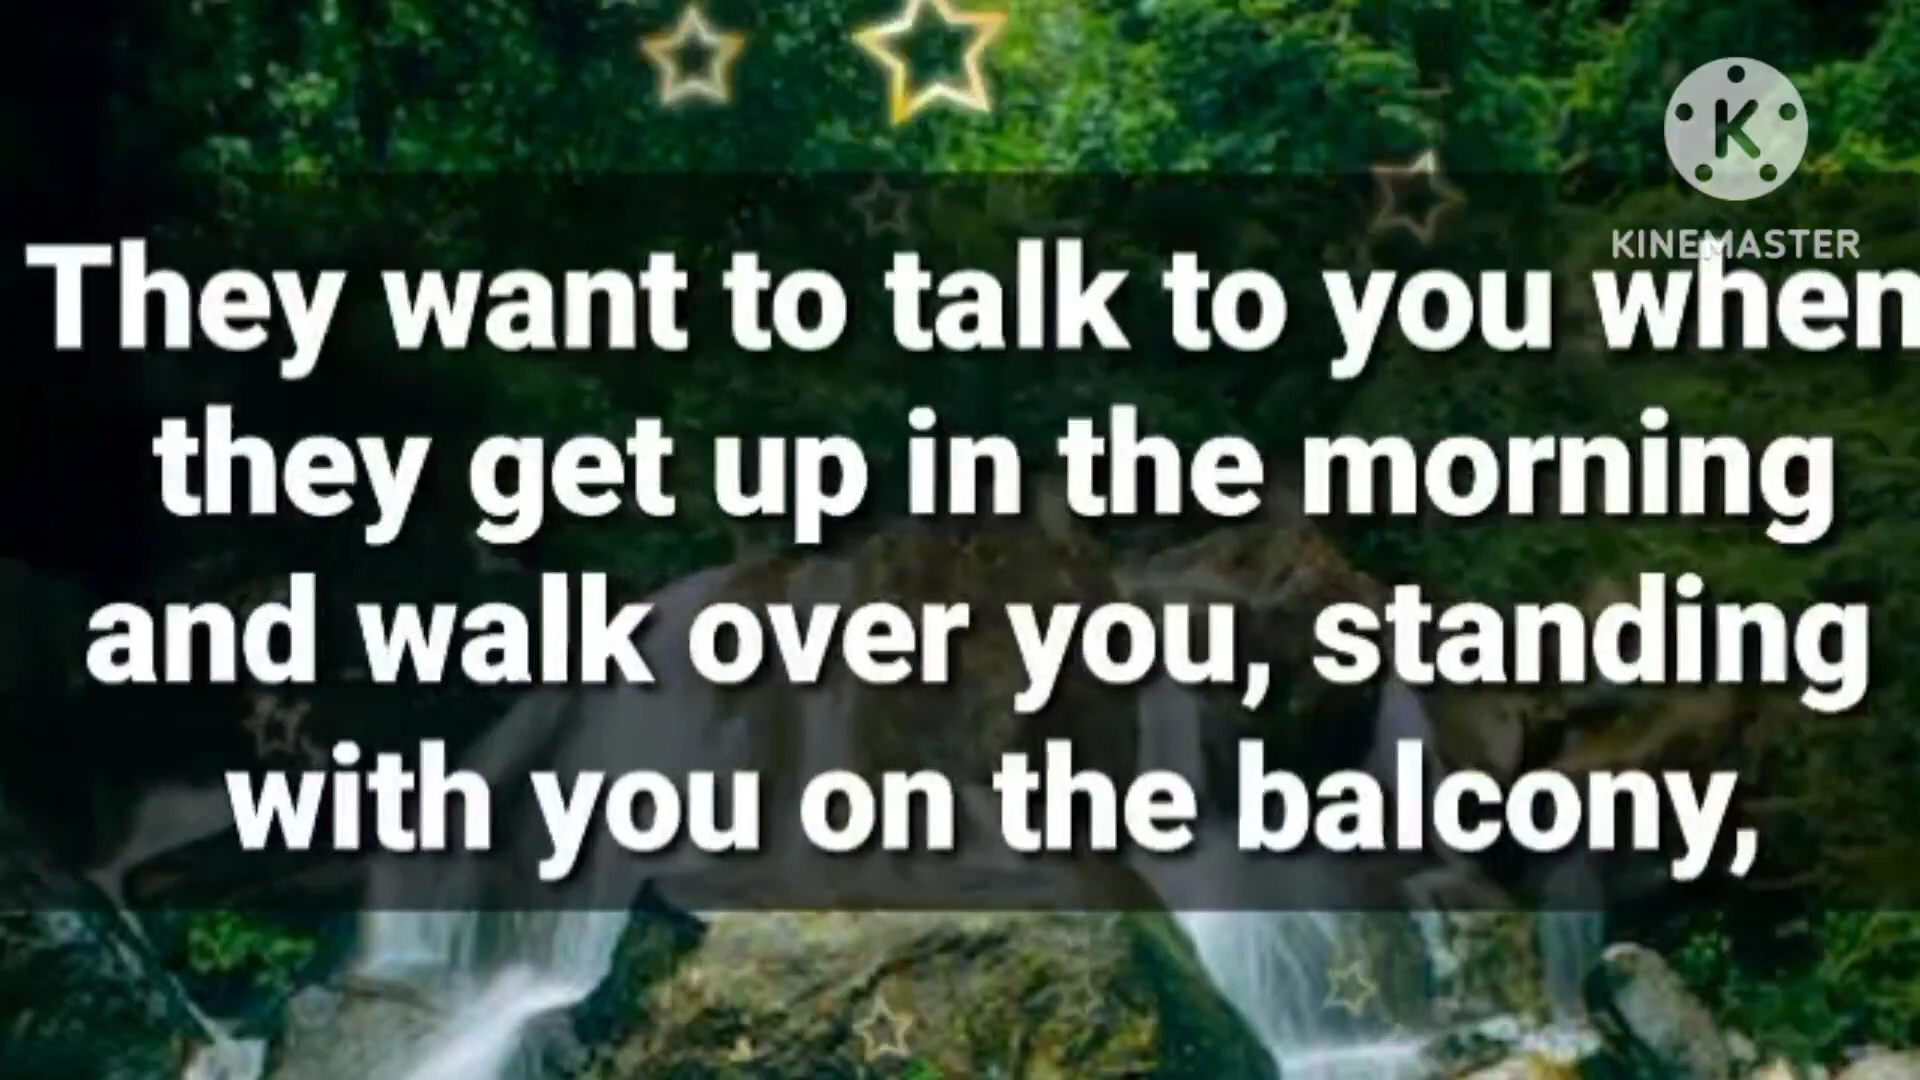 K
KINEMASTER
They want to talk to you when
they get up in the morning
and walk over you, standing
with you on the balcony,